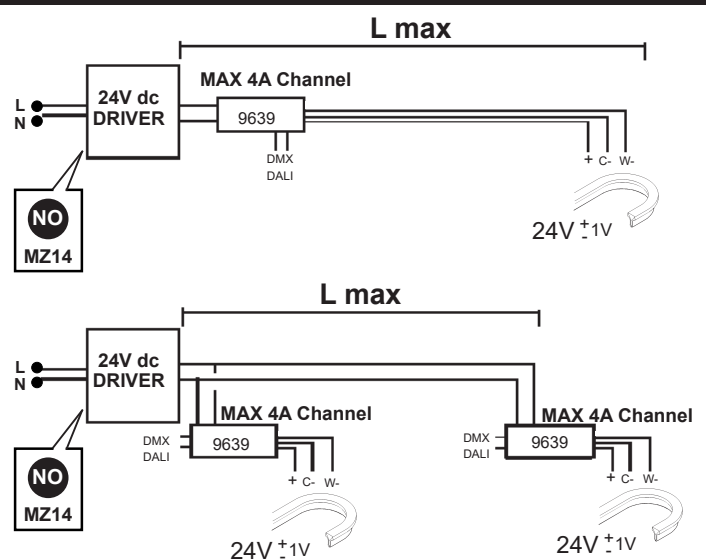 L max
MAX 4A Channel
24V dc
DRIVER
L
N
9639
DMX
DALI
+ C- W-
NO
MZ14
24V +-1V
L max
24V dc
DRIVER
L
N
MAX 4A Channel
MAX 4A Channel
DMX
DALI
9639
DMX
DALI
9639
+ C- W-
+ C- W-
NO
MZ14
24V +-1V
24V +-1V